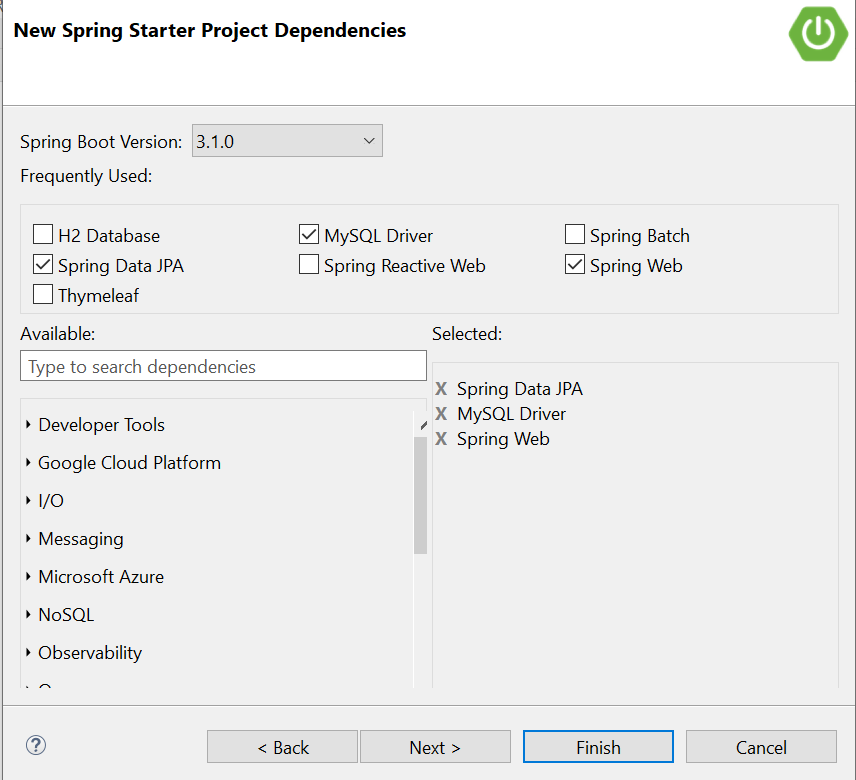 New Spring Starter Project Dependencies
Spring Boot Version: 3.1.0
Frequently Used:
H2 Database MySQL Driver Spring Batch
Spring Data JPA Spring Reactive Web Spring Web
Thymeleaf
Available: Selected:
Type to search dependencies
X Spring Data JPA
Developer Tools X MySQL Driver
X Spring Web
Google Cloud Platform
I/O
Messaging
Microsoft Azure
NoSQL
Observability
? < Back Next > Finish Cancel